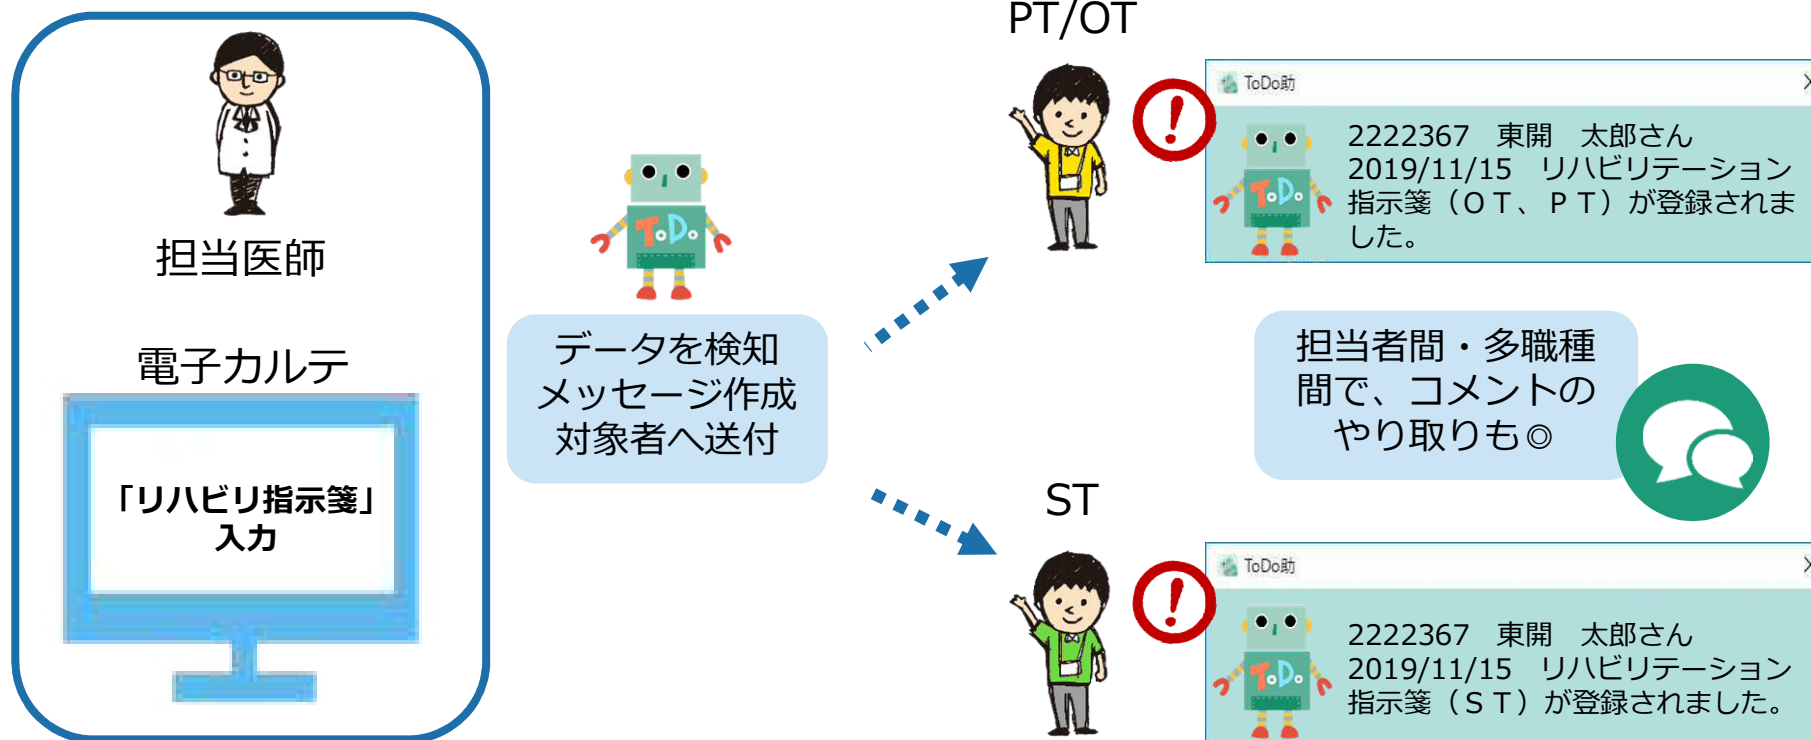 担当医師
電子カルテ
「リハビリ指示箋」
入力
ToDo
データを検知
メッセージ作成
対象者へ送付
PT/OT
ToDo助
ToDo
2222367　東開　太郎さん
2019/11/15　リハビリテーション
指示箋（ＯＴ、ＰＴ）が登録されま
した。
担当者間・多職種
間で、コメントの
やり取りも◎
ST
ToDo助
ToDo
2222367　東開　太郎さん
2019/11/15　リハビリテーション
指示箋（ＳＴ）が登録されました。